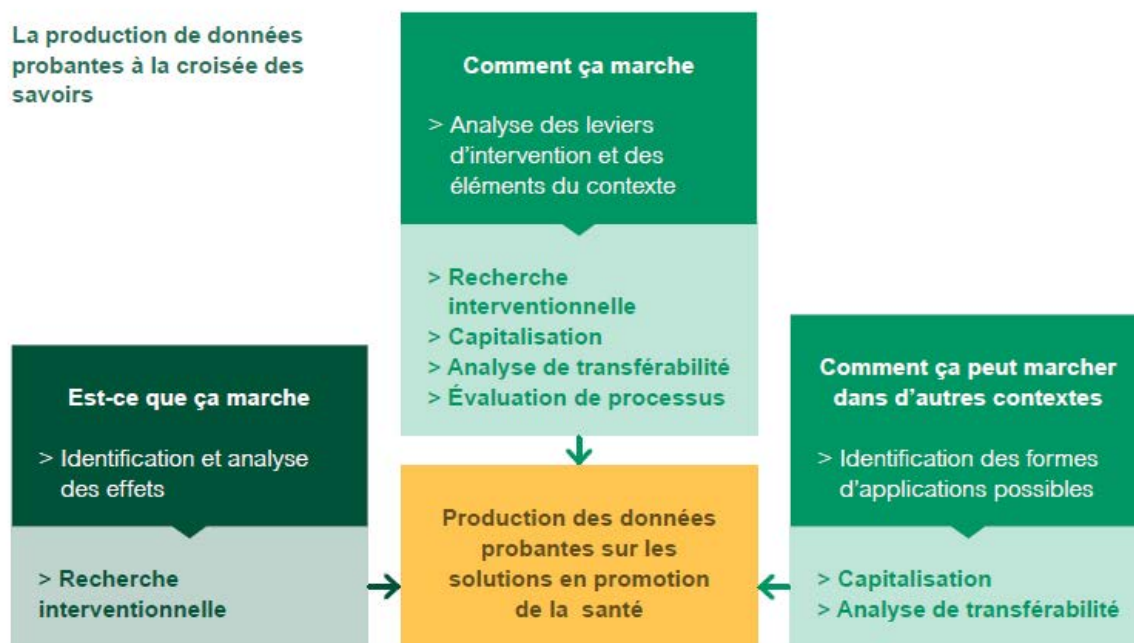 La production de données
probantes à la croisée des
savoirs
Comment ça marche
> Analyse des leviers
d'intervention et des
éléments du contexte
> Recherche
interventionnelle
> Capitalisation
> Analyse de transférabilité
> Évaluation de processus
Est-ce que ça marche
> Identification et analyse
des effets
> Recherche
interventionnelle
Comment ça peut marcher
dans d'autres contextes
> Identification des formes
d'applications possibles
> Capitalisation
> Analyse de transférabilité
Production des données
probantes sur les
solutions en promotion
de la santé